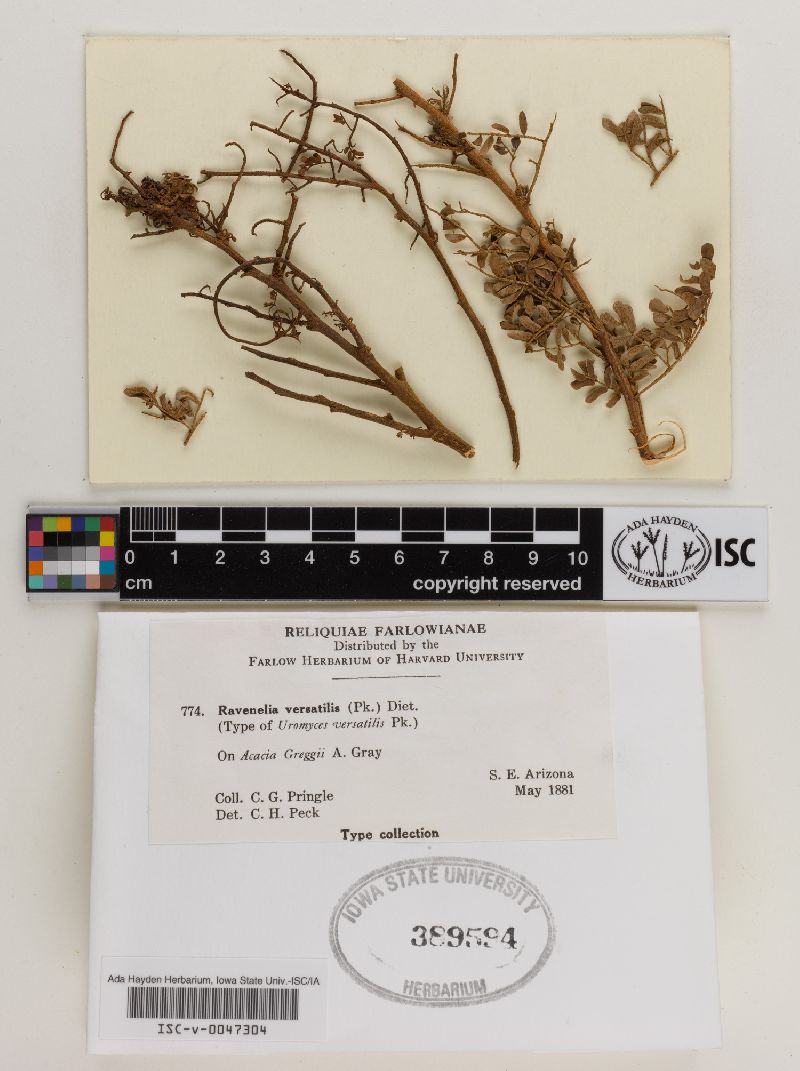 0 1 2 3 4 5 6 7 8 9 10
cm
copyright reserved
ADA HAYDEN
HERBARIUM
ISC
RELIQUIAE FARLOWIANAE
Distributed by the
FARLOW HERBARIUM OF HARVARD UNIVERSITY
774. Ravenelia versatilis (Pk.) Diet.
(Type of Uromyces versatilis Pk.)
On Acacia Greggii A. Gray
S. E. Arizona
May 1881
Coll. C. G. Pringle
Det. C. H. Peck
Type collection
IOWA STATE UNIVERSITY
389594
HERBARIUM
Ada Hayden Herbarium, Iowa State Univ.-ISC/IA
ISC-v-0047304